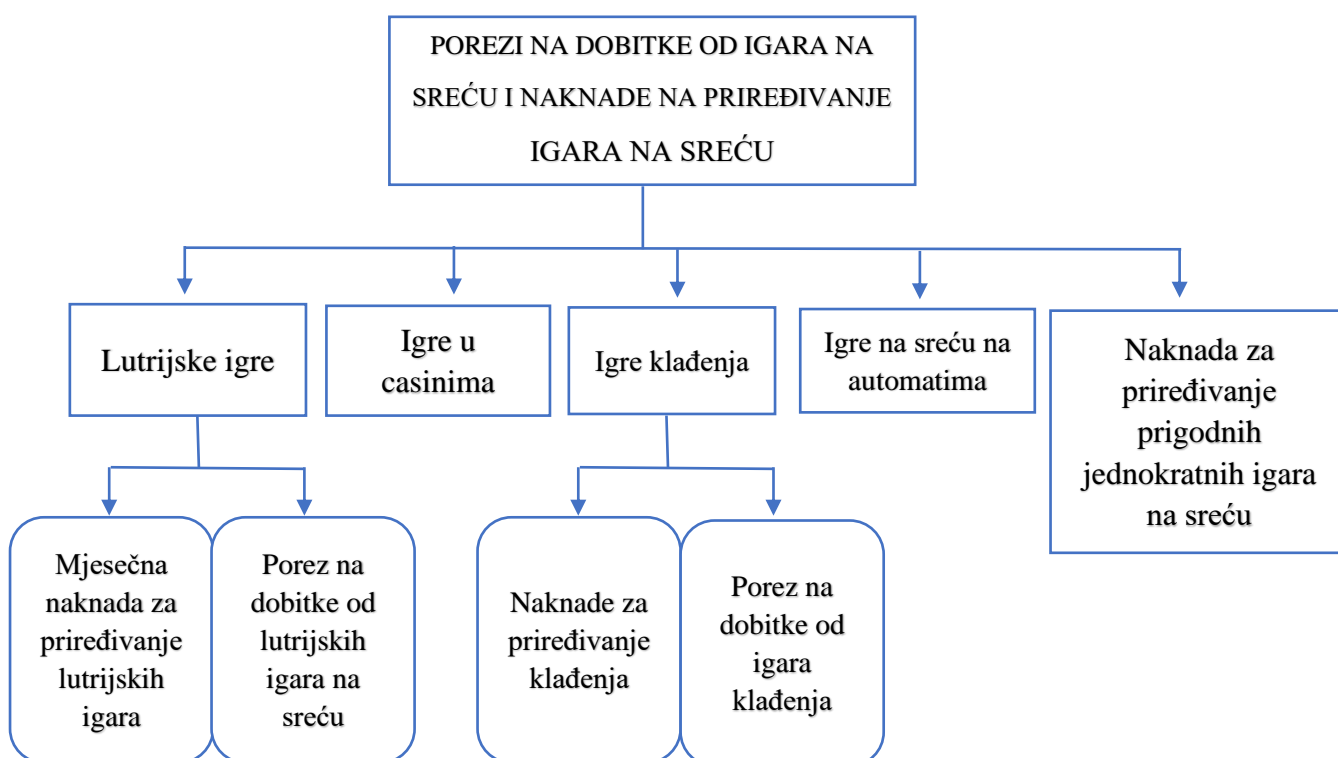 POREZI NA DOBITKE OD IGARA NA
SREĆU I NAKNADE NA PRIREĐIVANJE
IGARA NA SREĆU
Lutrijske igre
Igre u
casinima
Igre klađenja
Igre na sreću na
automatima
Naknada za
priređivanje
prigodnih
jednokratnih igara
na sreću
Mjesečna
naknada za
priređivanje
lutrijskih
igara
Porez na
dobitke od
lutrijskih
igara na
sreću
Naknade za
priređivanje
klađenja
Porez na
dobitke od
igara
klađenja